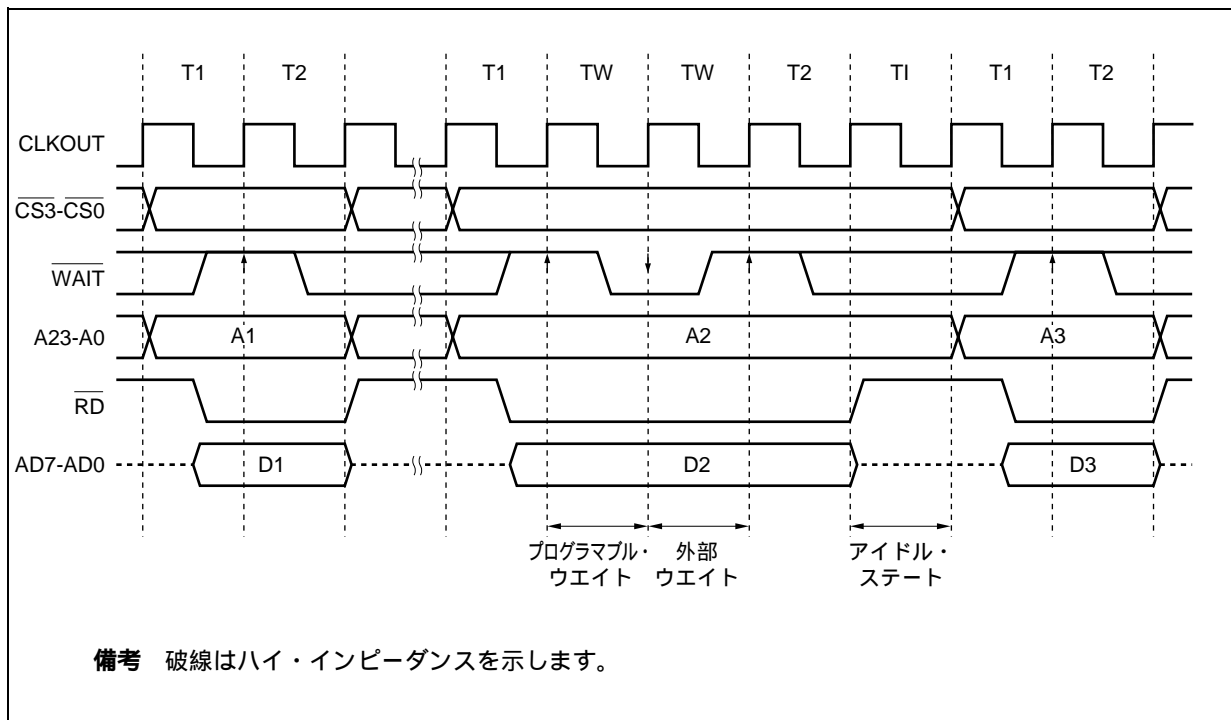 T1 T2 T1 TW TW T2 TI T1 T2
CLKOUT
CS3-CS0
WAIT
A23-A0 A1 A2 A3
RD
AD7-AD0 D1 D2 D3
プログラマブル・ 外部 アイドル・
ウエイト ウエイト ステート
備考 破線はハイ・インピーダンスを示します。